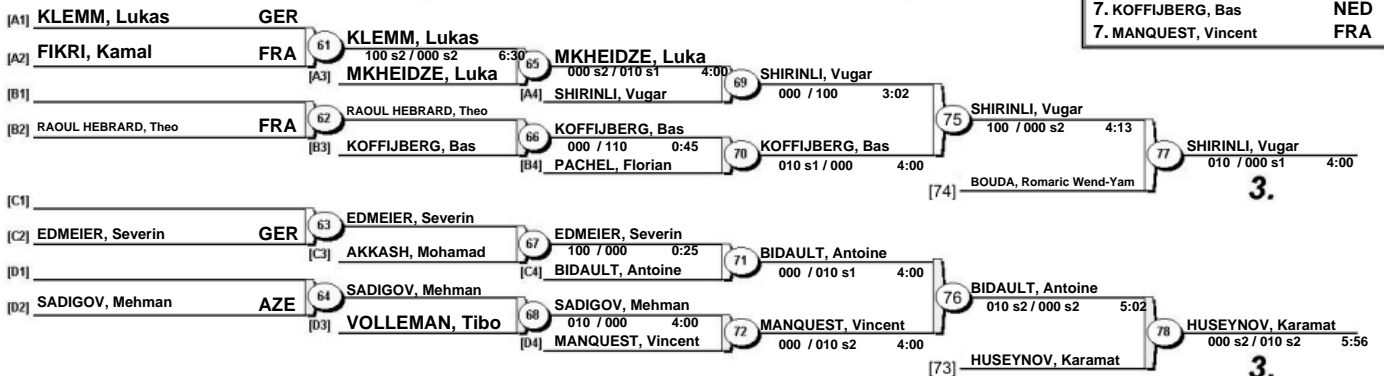 [A1] KLEMM, Lukas GER
7. KOFFIJBERG, Bas NED
7. MANQUEST, Vincent FRA
61 KLEMM, Lukas
[A2] FIKRI, Kamal FRA
100 s2 / 000 s2 6:30
65 MKHEIDZE, Luka
[A3] MKHEIDZE, Luka
000 s2 / 010 s1 4:00
69 SHIRINLI, Vugar
[A4] SHIRINLI, Vugar
000 / 100 3:02
[B1]
62 RAOUL HEBRARD, Theo
75 SHIRINLI, Vugar
[B2] RAOUL HEBRARD, Theo FRA
66 KOFFIJBERG, Bas
100 / 000 s2 4:13
[B3] KOFFIJBERG, Bas
000 / 110 0:45
70 KOFFIJBERG, Bas
77 SHIRINLI, Vugar
[B4] PACHEL, Florian
010 s1 / 000 4:00
010 / 000 s1 4:00
[74] BOUDA, Romaric Wend-Yam
3.
[C1]
63 EDMEIER, Severin
[C2] EDMEIER, Severin GER
67 EDMEIER, Severin
[C3] AKKASH, Mohamad
100 / 000 0:25
71 BIDAULT, Antoine
[C4] BIDAULT, Antoine
000 / 010 s1 4:00
[D1]
64 SADIGOV, Mehman
76 BIDAULT, Antoine
[D2] SADIGOV, Mehman AZE
68 SADIGOV, Mehman
010 s2 / 000 s2 5:02
[D3] VOLLEMAN, Tibo
010 / 000 4:00
72 MANQUEST, Vincent
78 HUSEYNOV, Karamat
[D4] MANQUEST, Vincent
000 / 010 s2 4:00
000 s2 / 010 s2 5:56
[73] HUSEYNOV, Karamat
3.